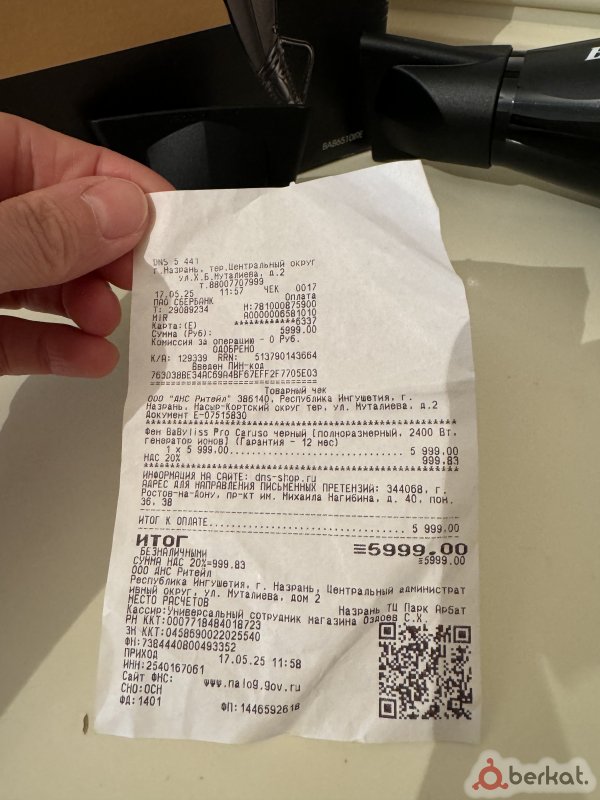 BAB6510IRE
DNS 5 441
г.Назрань, тер.Центральный округ
ул.Х.Б.Муталиева, д.2
т.88007707999
17.05.25 11:57 ЧЕК 0017
ПАО СБЕРБАНК Оплата
Т: 29089234 М:781000875900
MIR A0000006581010
Карта:(E) ************6337
Сумма (Руб): 5999.00
Комиссия за операцию - 0 Руб.
ОДОБРЕНО
К/А: 129339 RRN: 513790143664
Введен ПИН-код
763D38BE34AC69A4BF67EFF2F7705E03
================================
Товарный чек
ООО "ДНС Ритейл" 386140, Республика Ингушетия, г.
Назрань, Насыр-Кортский округ тер, ул. Муталиева, д.2
Документ Е-07515830
Фен BaByliss Pro Caruso черный [полноразмерный, 2400 Вт,
генератор ионов] (Гарантия - 12 мес)
1 x 5 999.00.............................. 5 999.00
НДС 20% 999.83
ИНФОРМАЦИЯ НА САЙТЕ: dns-shop.ru
АДРЕС ДЛЯ НАПРАВЛЕНИЯ ПИСЬМЕННЫХ ПРЕТЕНЗИЙ: 344068, г.
Ростов-на-Дону, пр-кт им. Михаила Нагибина, д. 40, пом.
36, 38
ИТОГ К ОПЛАТЕ.............................. 5 999.00
ИТОГ ≡5999.00
БЕЗНАЛИЧНЫМИ ≡5999.00
СУММА НДС 20%=999.83
ООО ДНС Ритейл
Республика Ингушетия, г. Назрань, Центральный администрат
ивный округ, ул. Муталиева, дом 2
МЕСТО РАСЧЕТОВ Назрань ТЦ Парк Арбат
Кассир:Универсальный сотрудник магазина Оздоев С.Х.
РН ККТ:0007718484018723
ЗН ККТ:0458690022025540
ФН:7384440800493352
ПРИХОД 17.05.25 11:58
ИНН:2540167061
Сайт ФНС: www.nalog.gov.ru
СНО:ОСН
ФД:1401 ФП:1446592618
berkat.